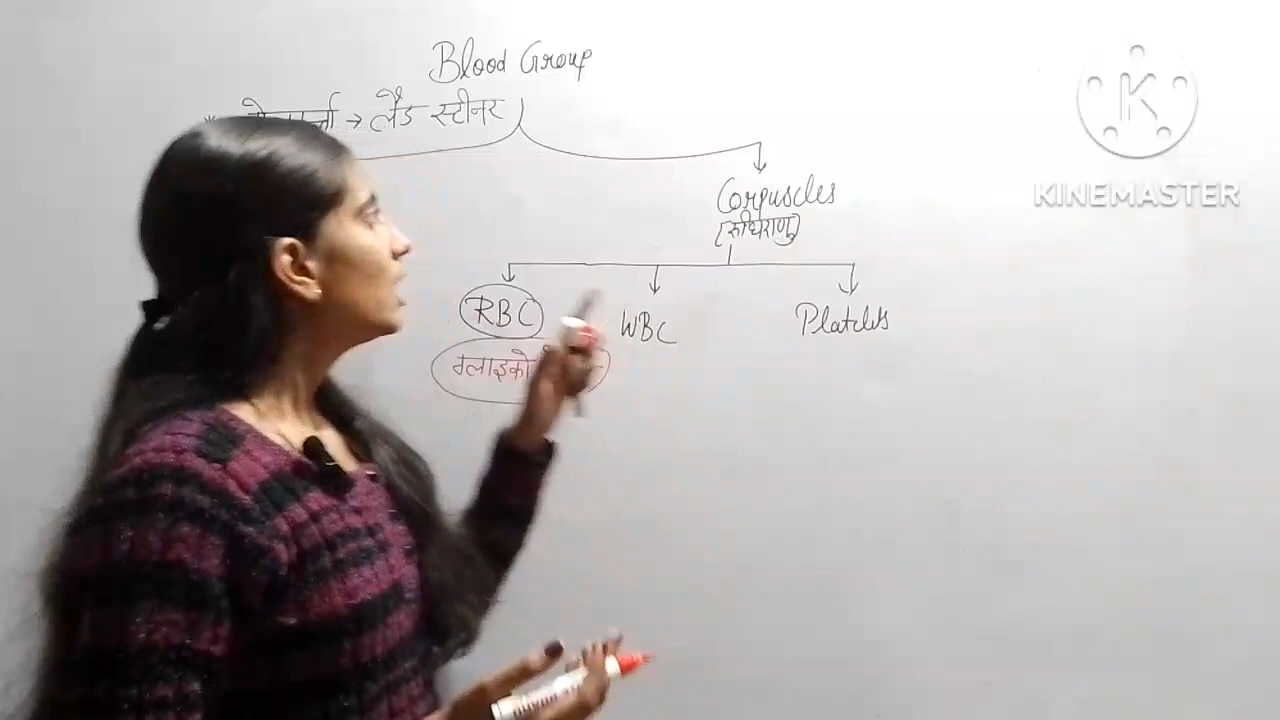 Blood Group
→ लैंड स्टीनर
Corpuscles
(रूधिराणु)
RBC
WBC
Platelets
K
KINEMASTER